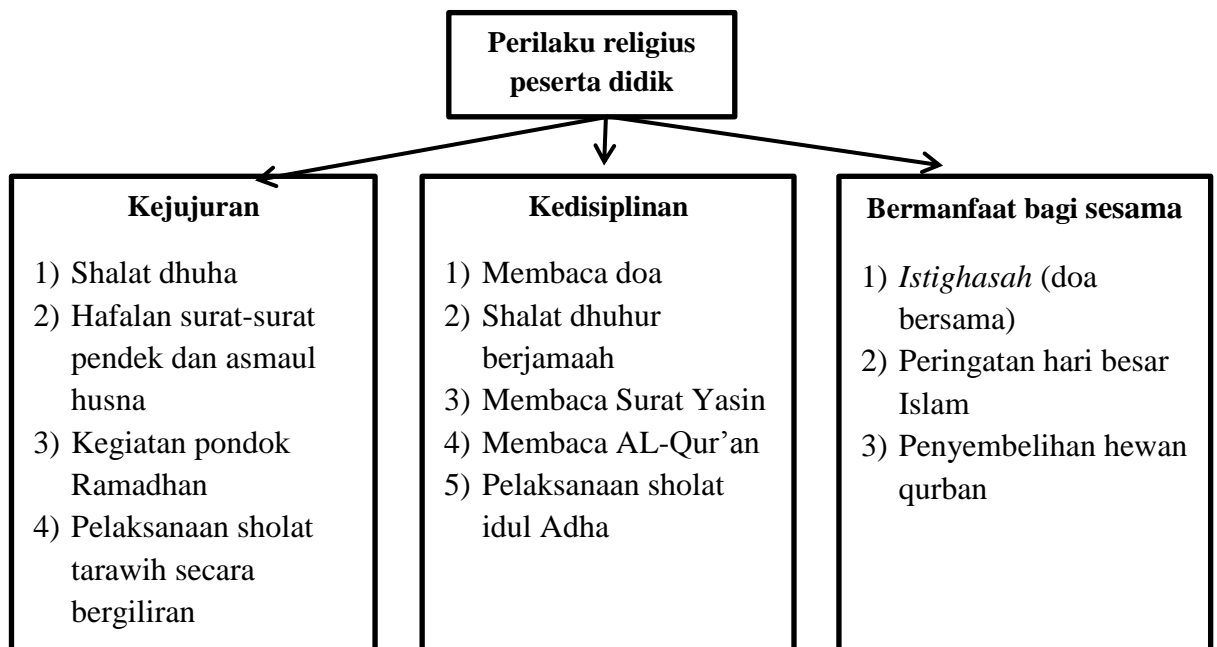 Perilaku religius
peserta didik
Kejujuran
1) Shalat dhuha
2) Hafalan surat-surat
pendek dan asmaul
husna
3) Kegiatan pondok
Ramadhan
4) Pelaksanaan sholat
tarawih secara
bergiliran
Kedisiplinan
1) Membaca doa
2) Shalat dhuhur
berjamaah
3) Membaca Surat Yasin
4) Membaca AL-Qur’an
5) Pelaksanaan sholat
idul Adha
Bermanfaat bagi sesama
1) Istighasah (doa
bersama)
2) Peringatan hari besar
Islam
3) Penyembelihan hewan
qurban